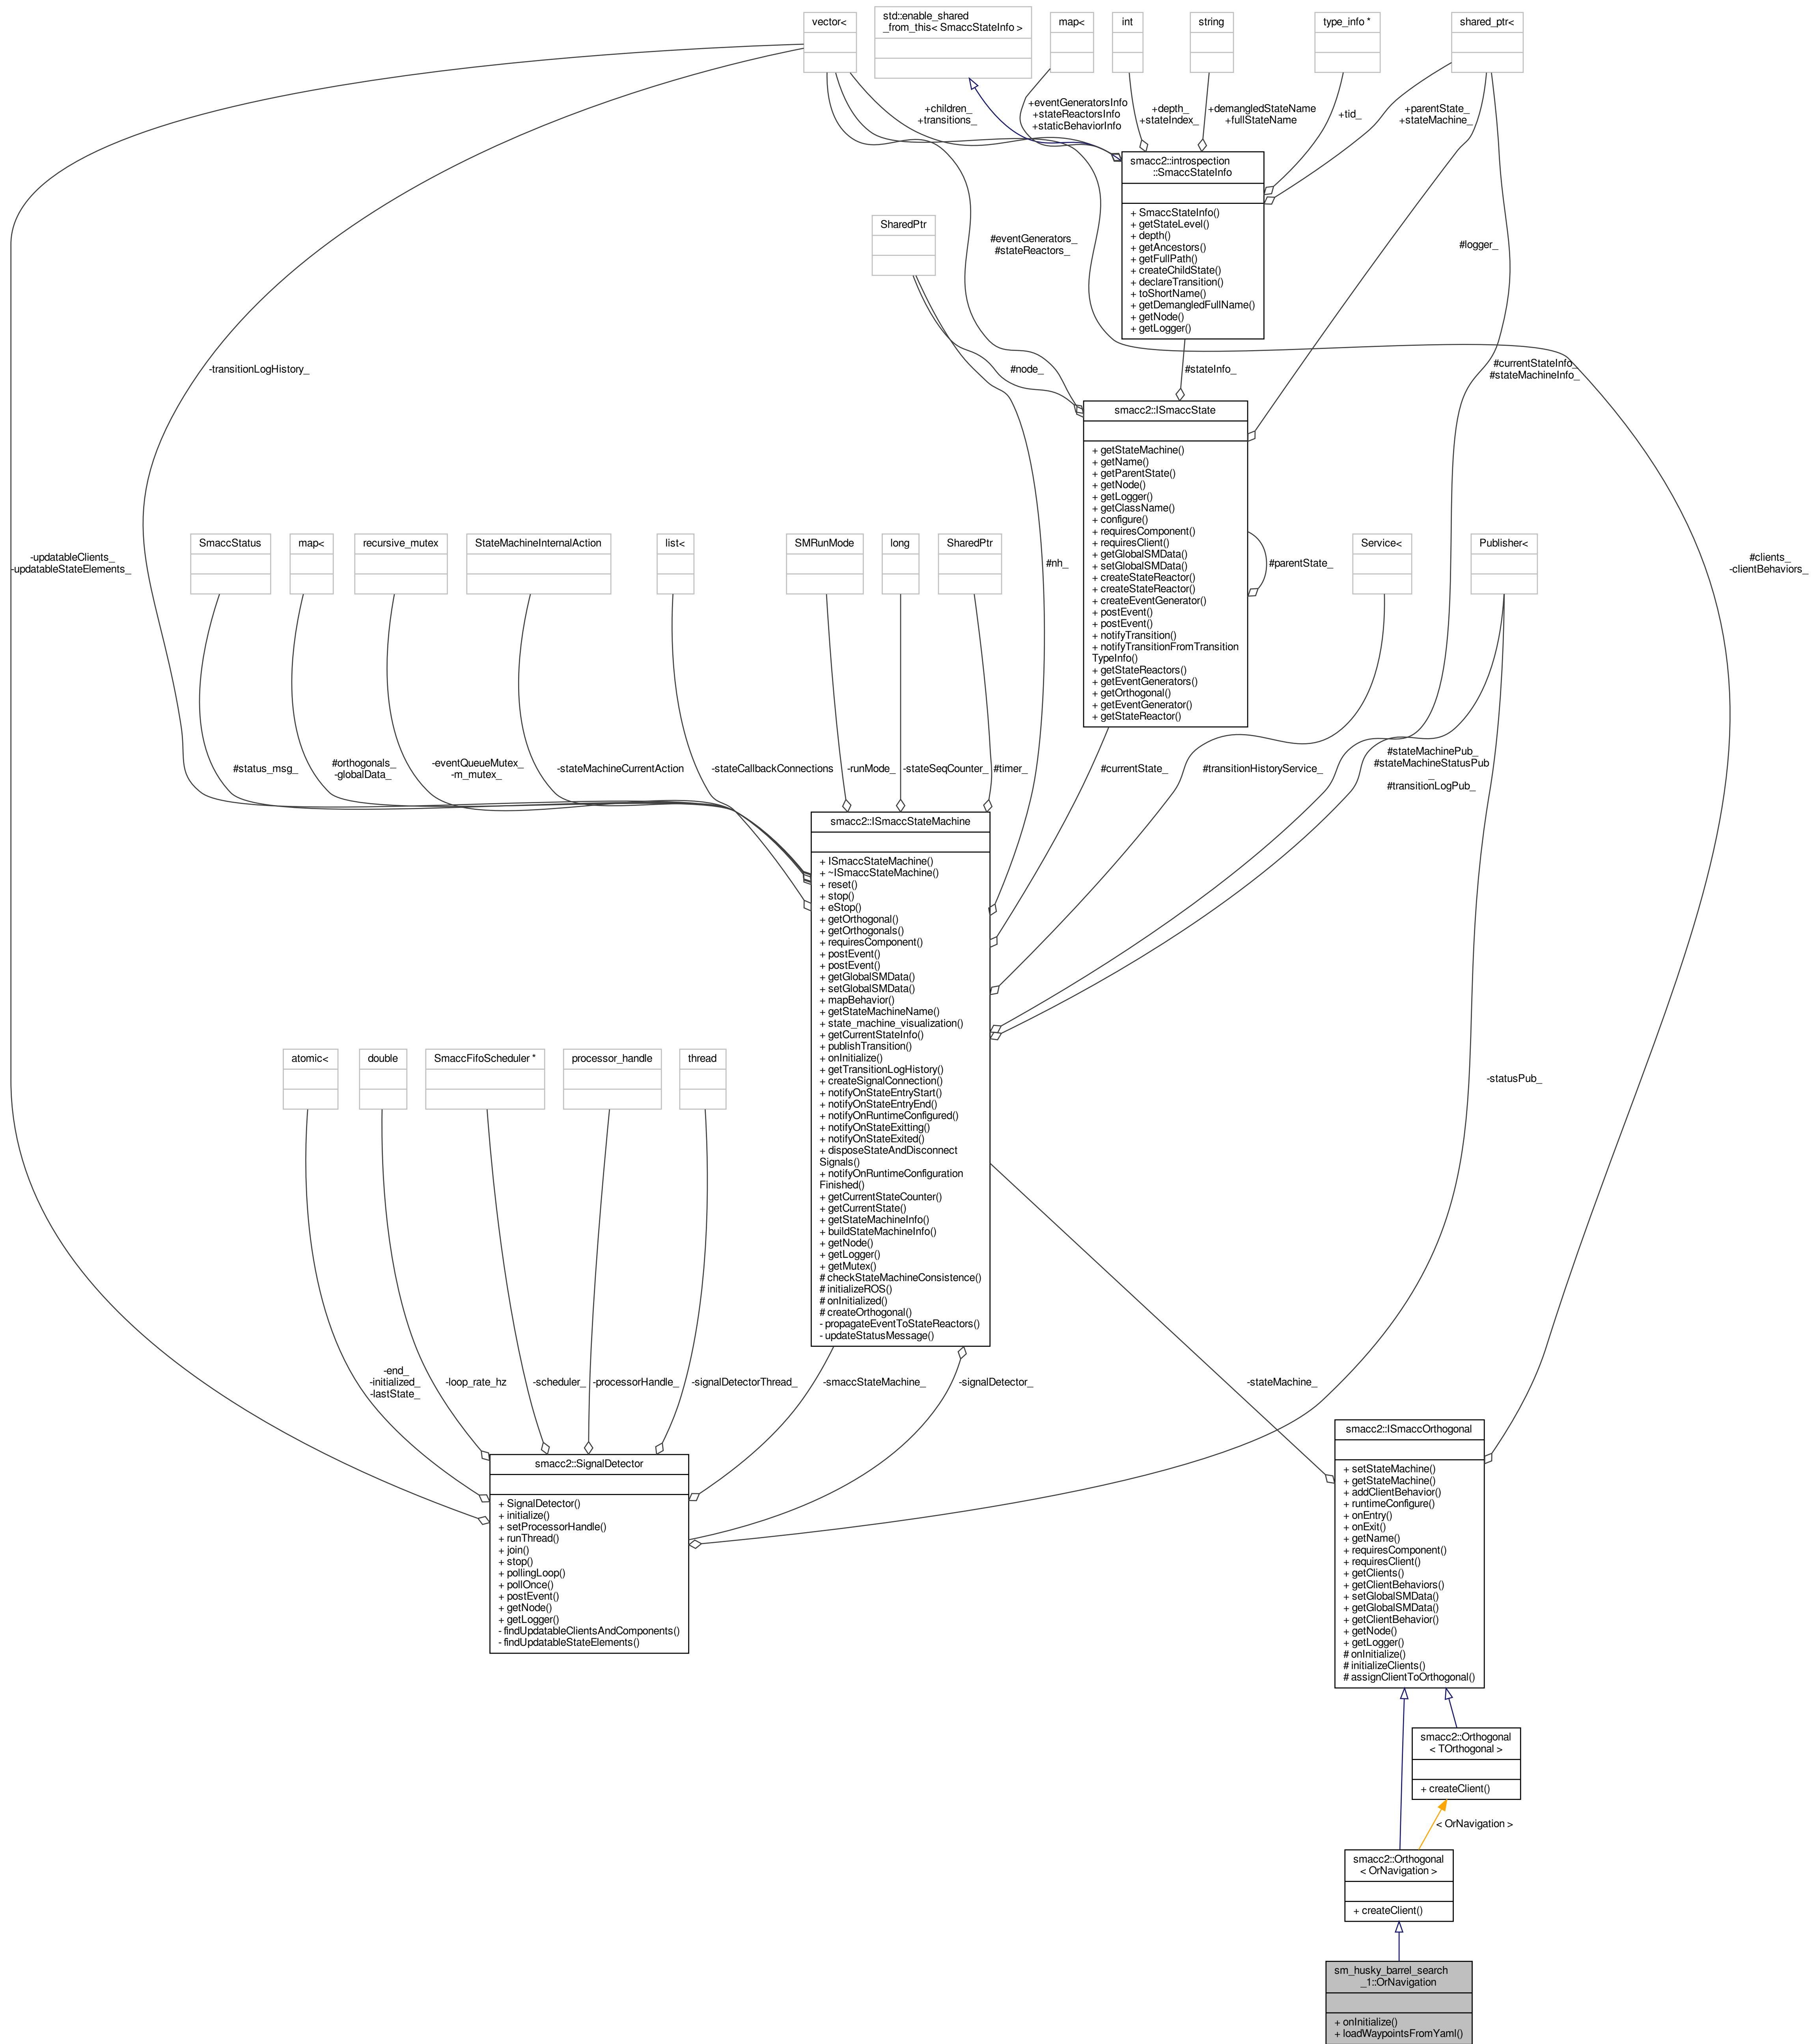 vector<
std::enable_shared
_from_this< SmaccStateInfo >
map<
int
string
type_info *
shared_ptr<
+children_
+transitions_
+eventGeneratorsInfo
+stateReactorsInfo
+staticBehaviorInfo
+depth_
+stateIndex_
+demangledStateName
+fullStateName
+tid_
+parentState_
+stateMachine_
smacc2::introspection
::SmaccStateInfo
+ SmaccStateInfo()
+ getStateLevel()
+ depth()
+ getAncestors()
+ getFullPath()
+ createChildState()
+ declareTransition()
+ toShortName()
+ getDemangledFullName()
+ getNode()
+ getLogger()
SharedPtr
#eventGenerators_
#stateReactors_
#logger_
-transitionLogHistory_
#node_
#stateInfo_
#currentStateInfo_
#stateMachineInfo_
smacc2::ISmaccState
+ getStateMachine()
+ getName()
+ getParentState()
+ getNode()
+ getLogger()
+ getClassName()
+ configure()
+ requiresComponent()
+ requiresClient()
+ getGlobalSMData()
+ setGlobalSMData()
+ createStateReactor()
+ createStateReactor()
+ createEventGenerator()
+ postEvent()
+ postEvent()
+ notifyTransition()
+ notifyTransitionFromTransition
TypeInfo()
+ getStateReactors()
+ getEventGenerators()
+ getOrthogonal()
+ getEventGenerator()
+ getStateReactor()
-updatableClients_
-updatableStateElements_
SmaccStatus
map<
recursive_mutex
StateMachineInternalAction
list<
SMRunMode
long
SharedPtr
#nh_
#parentState_
Service<
Publisher<
#clients_
-clientBehaviors_
#status_msg_
#orthogonals_
-globalData_
-eventQueueMutex_
-m_mutex_
-stateMachineCurrentAction
-stateCallbackConnections
-runMode_
-stateSeqCounter_
#timer_
#currentState_
#transitionHistoryService_
#stateMachinePub_
#stateMachineStatusPub
_
#transitionLogPub_
smacc2::ISmaccStateMachine
+ ISmaccStateMachine()
+ ~ISmaccStateMachine()
+ reset()
+ stop()
+ eStop()
+ getOrthogonal()
+ getOrthogonals()
+ requiresComponent()
+ postEvent()
+ postEvent()
+ getGlobalSMData()
+ setGlobalSMData()
+ mapBehavior()
+ getStateMachineName()
+ state_machine_visualization()
+ getCurrentStateInfo()
+ publishTransition()
+ onInitialize()
+ getTransitionLogHistory()
+ createSignalConnection()
+ notifyOnStateEntryStart()
+ notifyOnStateEntryEnd()
+ notifyOnRuntimeConfigured()
+ notifyOnStateExitting()
+ notifyOnStateExited()
+ disposeStateAndDisconnect
Signals()
+ notifyOnRuntimeConfiguration
Finished()
+ getCurrentStateCounter()
+ getCurrentState()
+ getStateMachineInfo()
+ buildStateMachineInfo()
+ getNode()
+ getLogger()
+ getMutex()
# checkStateMachineConsistence()
# initializeROS()
# onInitialized()
# createOrthogonal()
- propagateEventToStateReactors()
- updateStatusMessage()
atomic<
double
SmaccFifoScheduler *
processor_handle
thread
-statusPub_
-end_
-initialized_
-lastState_
-loop_rate_hz
-scheduler_
-processorHandle_
-signalDetectorThread_
-smaccStateMachine_
-signalDetector_
-stateMachine_
smacc2::SignalDetector
+ SignalDetector()
+ initialize()
+ setProcessorHandle()
+ runThread()
+ join()
+ stop()
+ pollingLoop()
+ pollOnce()
+ postEvent()
+ getNode()
+ getLogger()
- findUpdatableClientsAndComponents()
- findUpdatableStateElements()
smacc2::ISmaccOrthogonal
+ setStateMachine()
+ getStateMachine()
+ addClientBehavior()
+ runtimeConfigure()
+ onEntry()
+ onExit()
+ getName()
+ requiresComponent()
+ requiresClient()
+ getClients()
+ getClientBehaviors()
+ setGlobalSMData()
+ getGlobalSMData()
+ getClientBehavior()
+ getNode()
+ getLogger()
# onInitialize()
# initializeClients()
# assignClientToOrthogonal()
smacc2::Orthogonal
< TOrthogonal >
+ createClient()
< OrNavigation >
smacc2::Orthogonal
< OrNavigation >
+ createClient()
sm_husky_barrel_search
_1::OrNavigation
+ onInitialize()
+ loadWaypointsFromYaml()